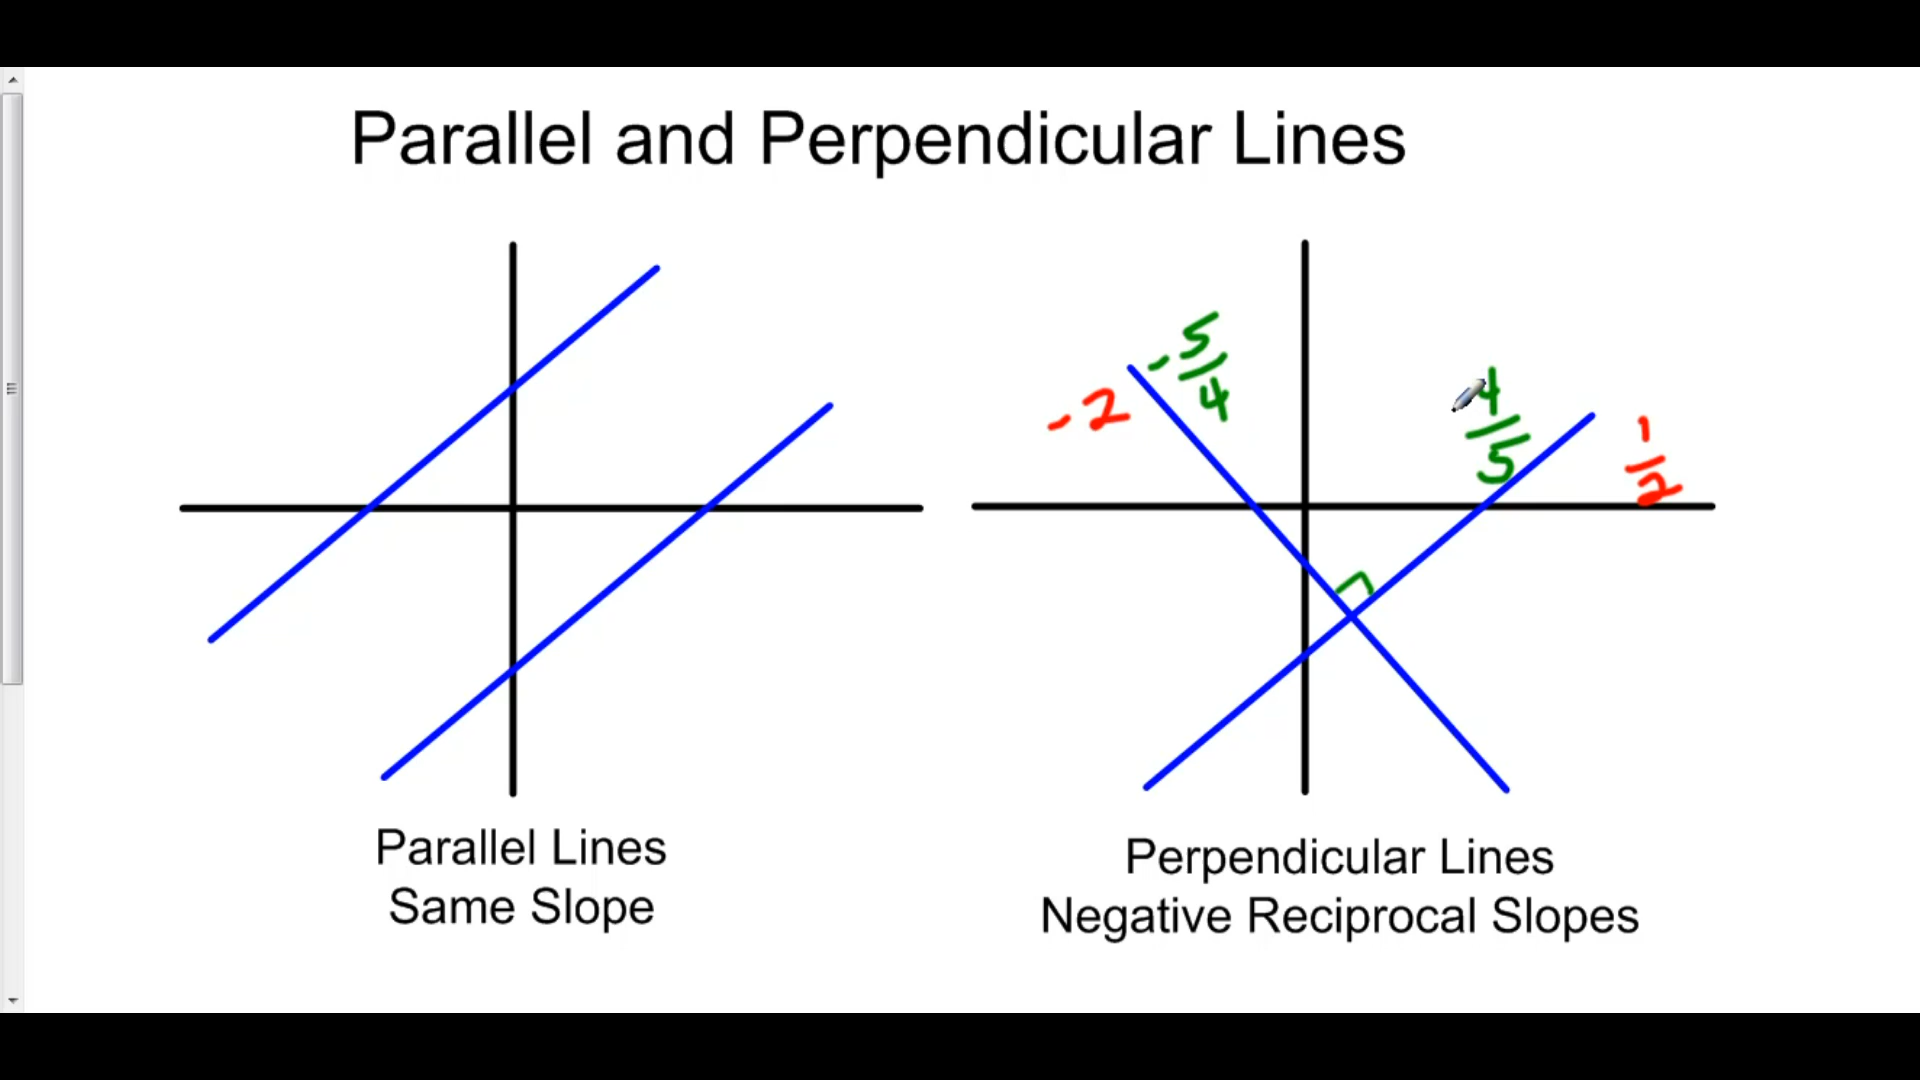 Parallel and Perpendicular Lines
-5/4
4/5
-2
1/2
Parallel Lines
Same Slope
Perpendicular Lines
Negative Reciprocal Slopes